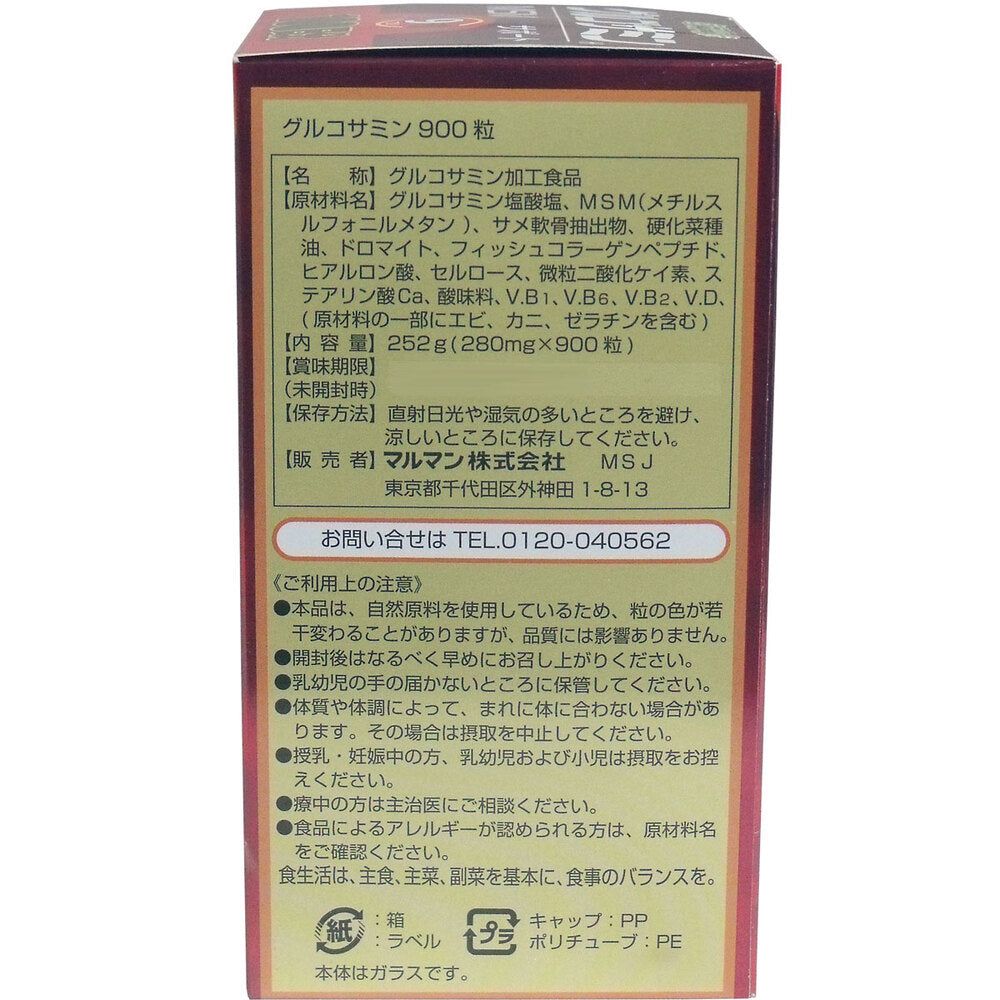 グルコサミン 900 粒
【名 称】 グルコサミン加工食品
【原材料名】 グルコサミン塩酸塩、MSM(メチルス
ルフォニルメタン)、サメ軟骨抽出物、硬化菜種
油、ドロマイト、フィッシュコラーゲンペプチド、
ヒアルロン酸、セルロース、微粒二酸化ケイ素、ス
テアリン酸Ca、酸味料、V.B1、V.B6、V.B2、V.D、
(原材料の一部にエビ、カニ、ゼラチンを含む)
【内 容 量】 252g(280mg×900粒)
【賞味期限】
(未開封時)
【保存方法】 直射日光や湿気の多いところを避け、
涼しいところに保存してください。
【販 売 者】 マルマン株式会社 MSJ
東京都千代田区外神田 1-8-13
お問い合せは TEL.0120-040562
《ご利用上の注意》
●本品は、自然原料を使用しているため、粒の色が若
干変わることがありますが、品質には影響ありません。
●開封後はなるべく早めにお召し上がりください。
●乳幼児の手の届かないところに保管してください。
●体質や体調によって、まれに体に合わない場合があ
ります。その場合は摂取を中止してください。
●授乳・妊娠中の方、乳幼児および小児は摂取をお控
えください。
●療中の方は主治医にご相談ください。
●食品によるアレルギーが認められる方は、原材料名
をご確認ください。
食生活は、主食、主菜、副菜を基本に、食事のバランスを。
紙 :箱
:ラベル
プラ キャップ:PP
ポリチューブ:PE
本体はガラスです。